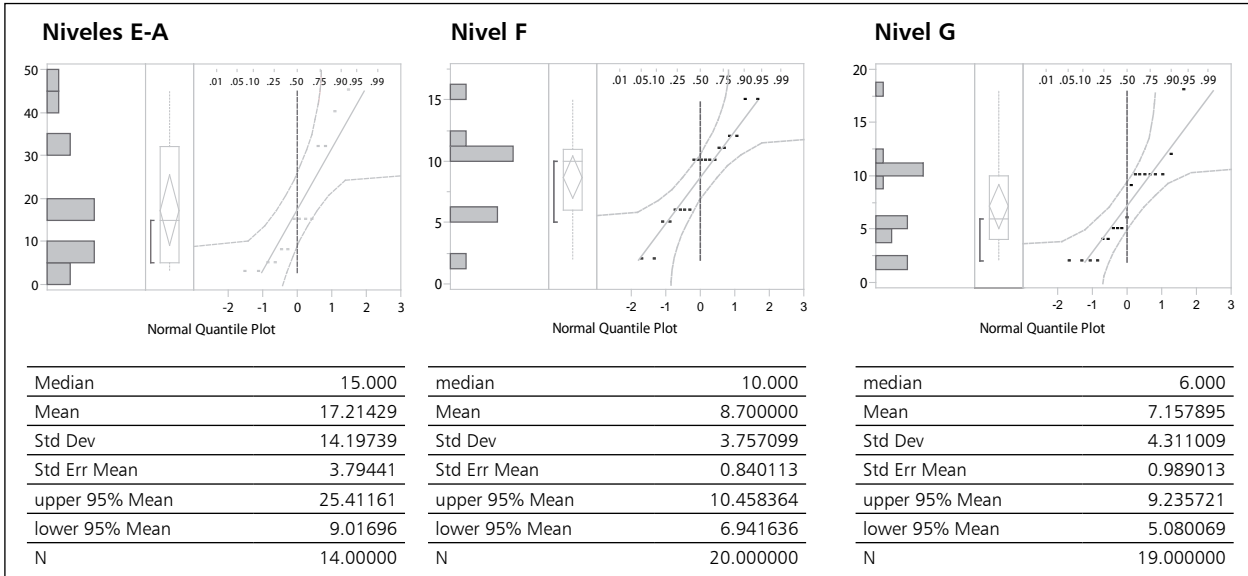 Niveles E-A
50
40
30
20
10
0
.01 .05 .10 .25 .50 .75 .90 .95 .99
-2 -1 0 1 2 3
Normal Quantile Plot
Median 15.000
Mean 17.21429
Std Dev 14.19739
Std Err Mean 3.79441
upper 95% Mean 25.41161
lower 95% Mean 9.01696
N 14.00000
Nivel F
15
10
5
0
.01 .05 .10 .25 .50 .75 .90 .95 .99
-2 -1 0 1 2 3
Normal Quantile Plot
median 10.000
Mean 8.700000
Std Dev 3.757099
Std Err Mean 0.840113
upper 95% Mean 10.458364
lower 95% Mean 6.941636
N 20.000000
Nivel G
20
15
10
5
0
.01 .05 .10 .25 .50 .75 .90 .95 .99
-2 -1 0 1 2 3
Normal Quantile Plot
median 6.000
Mean 7.157895
Std Dev 4.311009
Std Err Mean 0.989013
upper 95% Mean 9.235721
lower 95% Mean 5.080069
N 19.000000